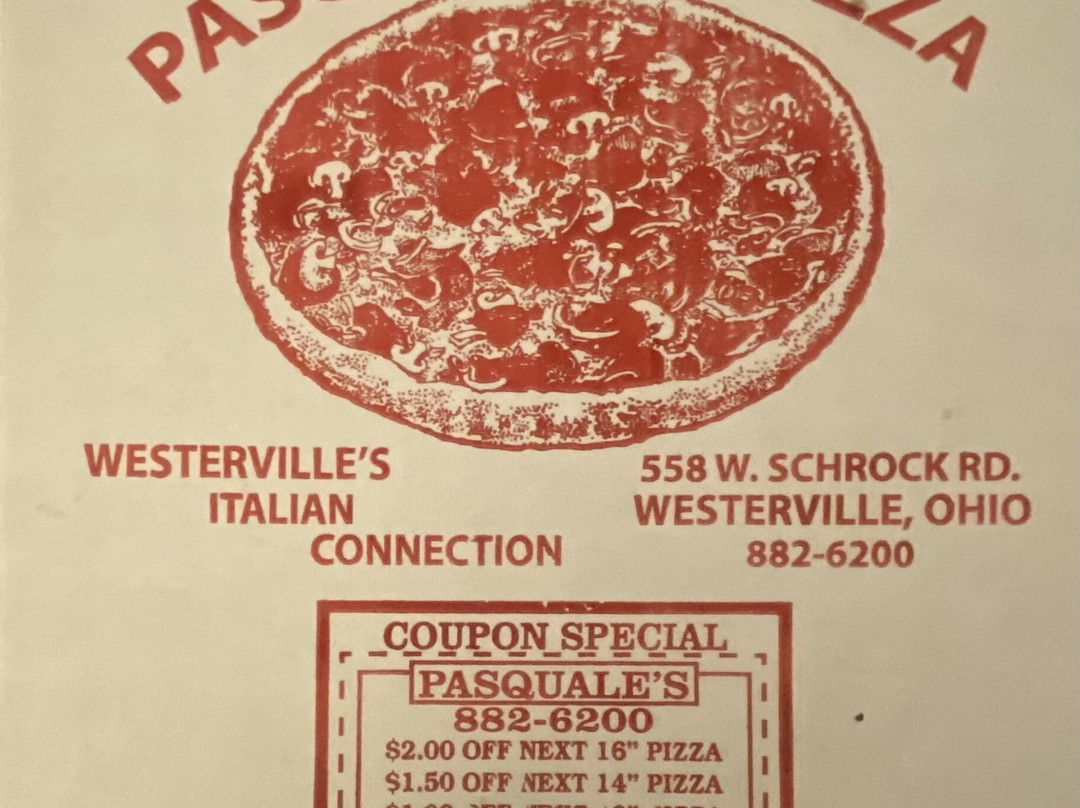 WESTERVILLE'S
ITALIAN
CONNECTION
558 W. SCHROCK RD.
WESTERVILLE, OHIO
882-6200
COUPON SPECIAL
PASQUALE'S
882-6200
$2.00 OFF NEXT 16" PIZZA
$1.50 OFF NEXT 14" PIZZA